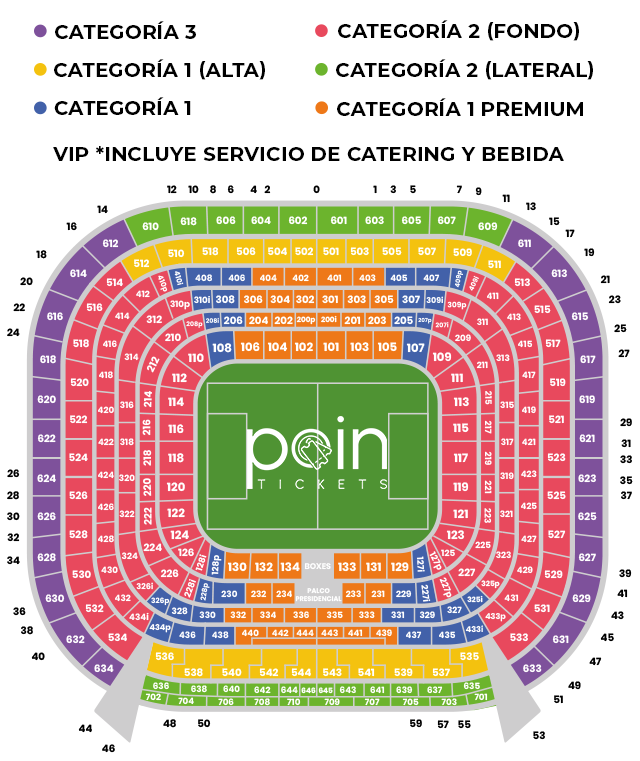 CATEGORÍA 3 CATEGORÍA 2 (FONDO)
CATEGORÍA 1 (ALTA) CATEGORÍA 2 (LATERAL)
CATEGORÍA 1 CATEGORÍA 1 PREMIUM
VIP *INCLUYE SERVICIO DE CATERING Y BEBIDA
12 10 8 6 4 2 0 1 3 5 7 9
14 11
16 13
18 15
20 17
22 19
24 21
26 23
28 25
30 27
32 29
34 31
36 33
38 35
40 37
44 39
46 41
48 50 43
59 57 55 45
47
49
51
53
610 618 606 604 602 601 603 605 607 609
612 611
614 613
616 615
618 617
620 619
622 621
624 623
626 625
628 627
630 629
632 631
634 633
512 510 518 506 504 502 501 503 505 507 509 511
514 513
516 515
518 517
520 519
522 521
524 523
526 525
528 527
530 529
532 531
534 533
410p 410i 408 406 404 402 401 403 405 407 409p 409i
412 411
414 413
416 415
418 417
420 419
422 421
424 423
426 425
428 427
430 429
432 431
434i 433p
434p 436 438 440 442 444 443 441 439 437 435 433i
310p 310i 308 306 304 302 301 303 305 307 309i 309p
312 311
314 313
316 315
318 317
320 319
322 321
324 323
326i 325p
326p 328 330 332 334 336 335 333 331 329 327 325i
208p 208i 206 204 202 200p 200i 201 203 205 207p 207i
210 209
212 211
214 213
216 215
218 217
220 219
222 221
224 223
226 225
228i 227
228p 230 232 234 233 231 229 227i 227p
108 106 104 102 101 103 105 107
110 109
112 111
114 113
116 115
118 117
120 119
122 121
124 123
126 125
128i 128p 130 132 134 BOXES 133 131 129 127i 127p
PALCO
PRESIDENCIAL
poin
TICKETS
536 538 540 542 544 543 541 539 537 535
636 638 640 642 644 646 645 643 641 639 637 635
702 704 706 708 710 709 707 705 703 701